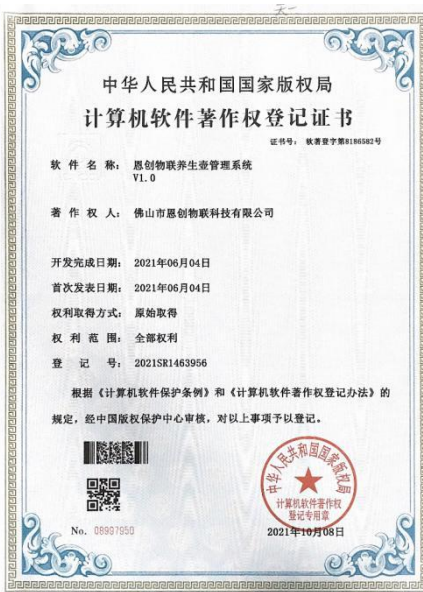 天一
中华人民共和国国家版权局
计算机软件著作权登记证书
证书号： 软著登字第8186582号
软件名称： 恩创物联养生壶管理系统
V1.0
著作权人： 佛山市恩创物联科技有限公司
开发完成日期： 2021年06月04日
首次发表日期： 2021年06月04日
权利取得方式： 原始取得
权利范围： 全部权利
登记号： 2021SR1463956
根据《计算机软件保护条例》和《计算机软件著作权登记办法》的
规定，经中国版权保护中心审核，对以上事项予以登记。
中华人民共和国国家版权局
计算机软件著作权
登记专用章
No. 08997950
2021年10月08日